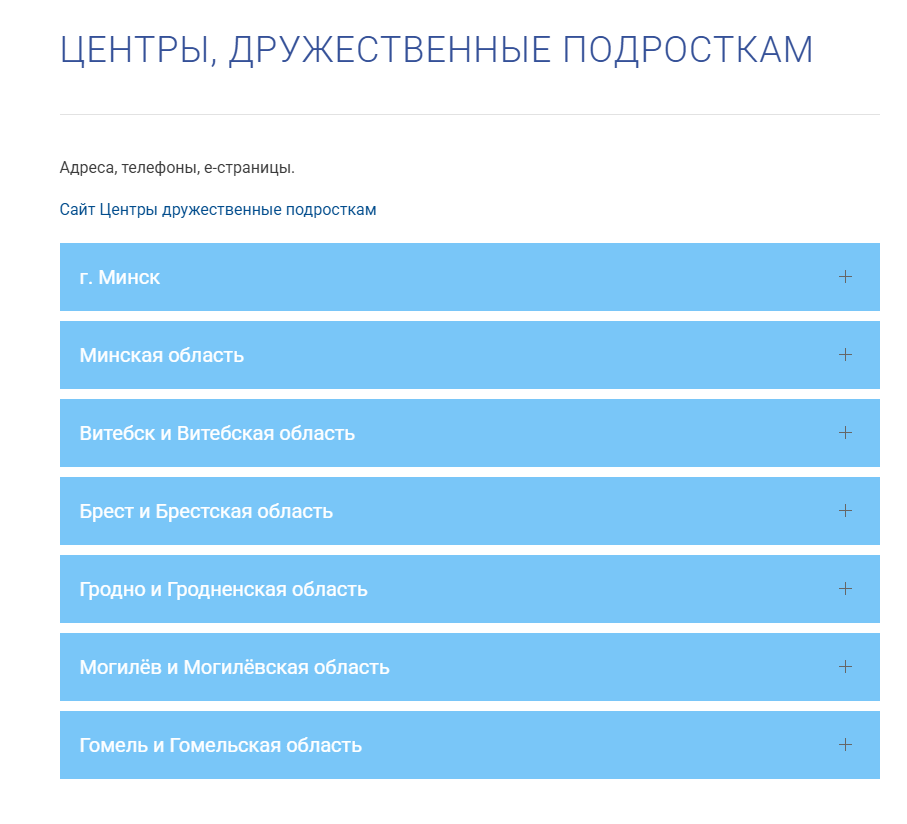 ЦЕНТРЫ, ДРУЖЕСТВЕННЫЕ ПОДРОСТКАМ
Адреса, телефоны, е-страницы.
Сайт Центры дружественные подросткам
г. Минск
Минская область
Витебск и Витебская область
Брест и Брестская область
Гродно и Гродненская область
Могилёв и Могилёвская область
Гомель и Гомельская область